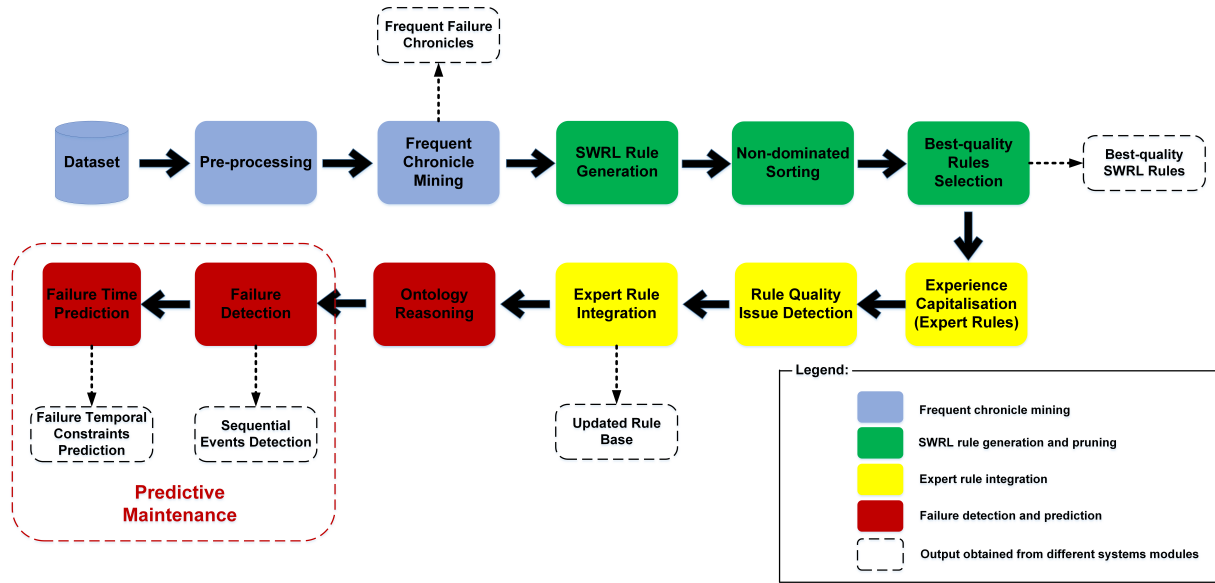 Frequent Failure
Chronicles
Dataset
Pre-processing
Frequent
Chronicle
Mining
SWRL Rule
Generation
Non-dominated
Sorting
Best-quality
Rules
Selection
Best-quality
SWRL Rules
Failure Time
Prediction
Failure
Detection
Ontology
Reasoning
Expert Rule
Integration
Rule Quality
Issue Detection
Experience
Capitalisation
(Expert Rules)
Failure Temporal
Constraints
Prediction
Sequential
Events Detection
Updated Rule
Base
Predictive
Maintenance
Legend:
Frequent chronicle mining
SWRL rule generation and pruning
Expert rule integration
Failure detection and prediction
Output obtained from different systems modules